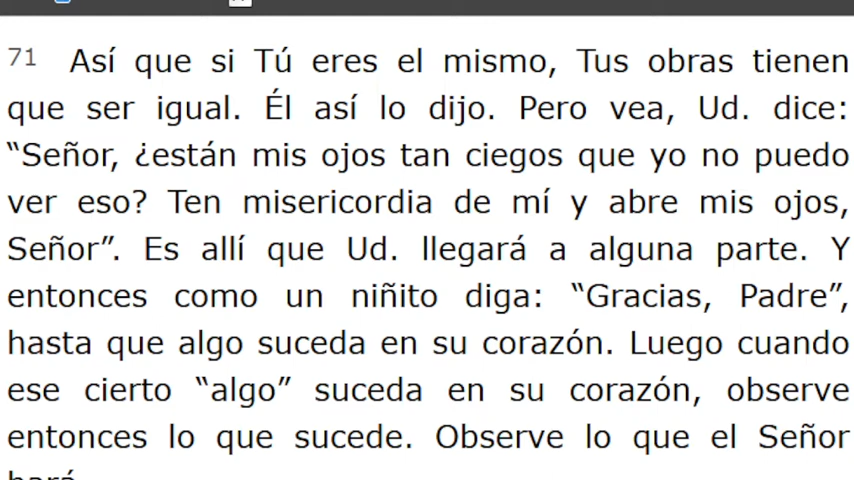 71 Así que si Tú eres el mismo, Tus obras tienen
que ser igual. Él así lo dijo. Pero vea, Ud. dice:
“Señor, ¿están mis ojos tan ciegos que yo no puedo
ver eso? Ten misericordia de mí y abre mis ojos,
Señor”. Es allí que Ud. llegará a alguna parte. Y
entonces como un niñito diga: “Gracias, Padre”,
hasta que algo suceda en su corazón. Luego cuando
ese cierto “algo” suceda en su corazón, observe
entonces lo que sucede. Observe lo que el Señor
hará.